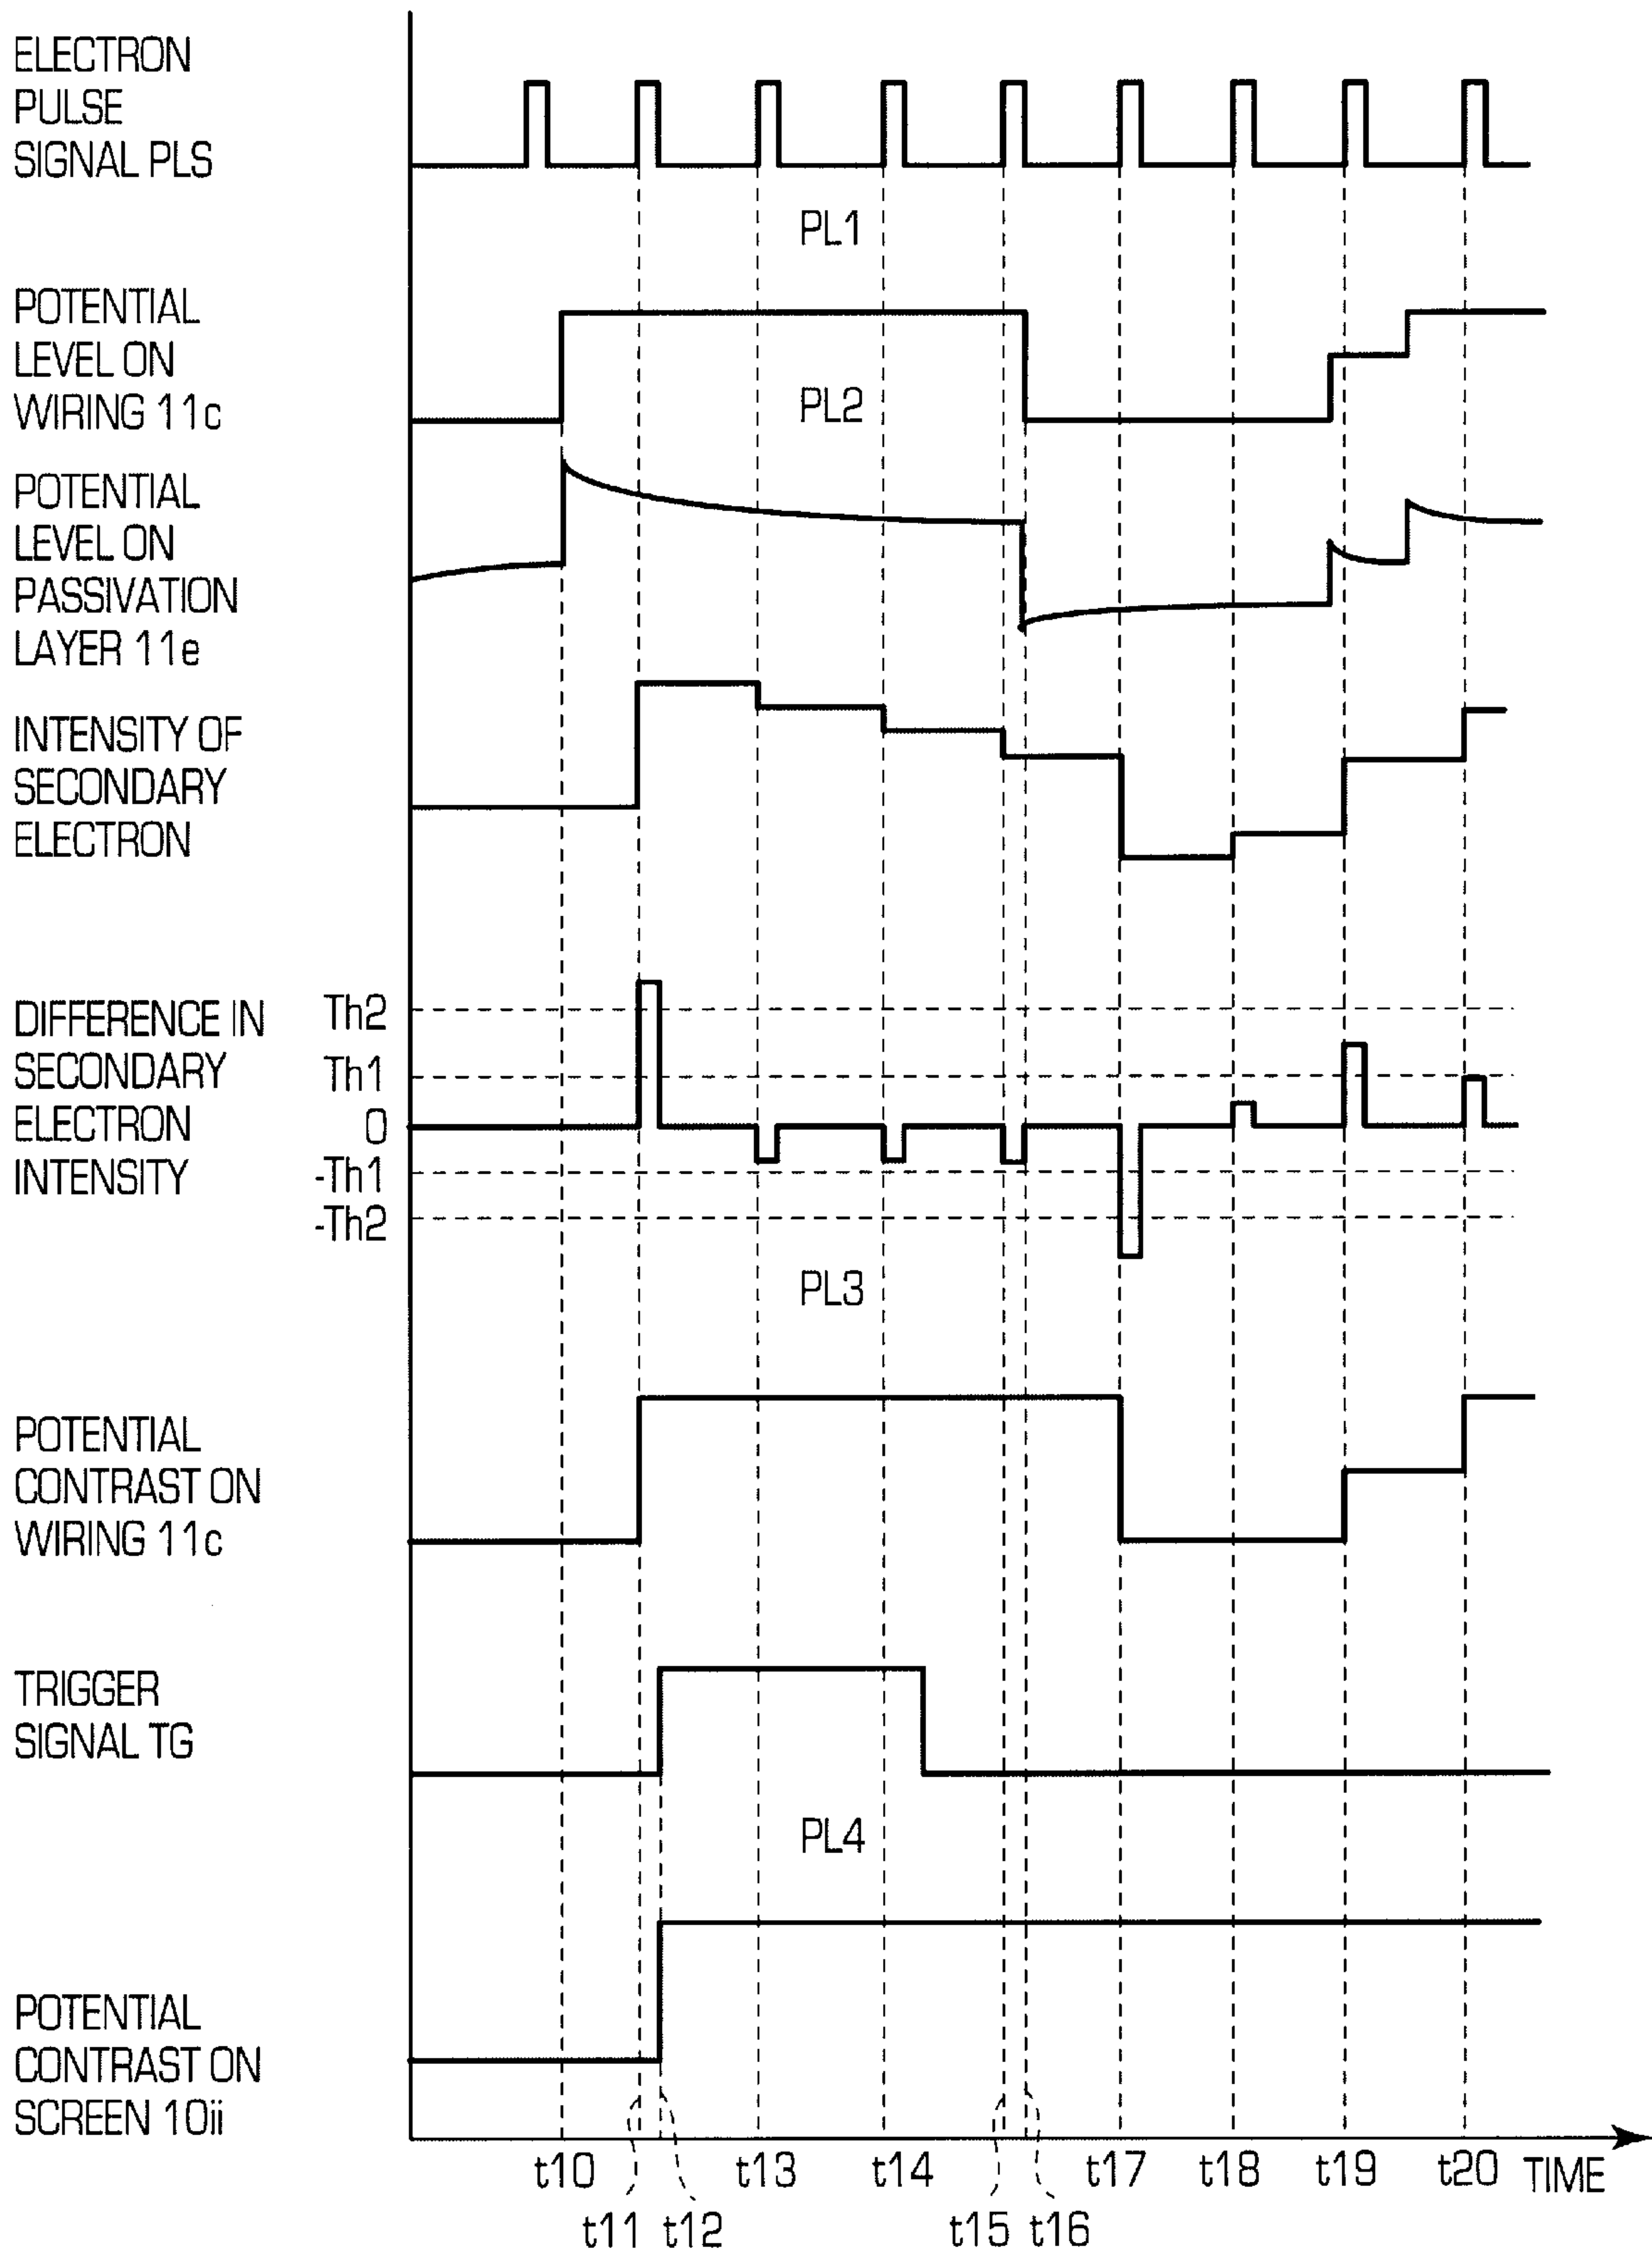 ELECTRON
PULSE
SIGNAL PLS
PL1
POTENTIAL
LEVEL ON
WIRING 11c
PL2
POTENTIAL
LEVEL ON
PASSIVATION
LAYER 11e
INTENSITY OF
SECONDARY
ELECTRON
DIFFERENCE IN
SECONDARY
ELECTRON
INTENSITY
Th2
Th1
0
-Th1
-Th2
PL3
POTENTIAL
CONTRAST ON
WIRING 11c
TRIGGER
SIGNAL TG
PL4
POTENTIAL
CONTRAST ON
SCREEN 10ii
t10 t13 t14 t17 t18 t19 t20 TIME
t11 t12 t15 t16